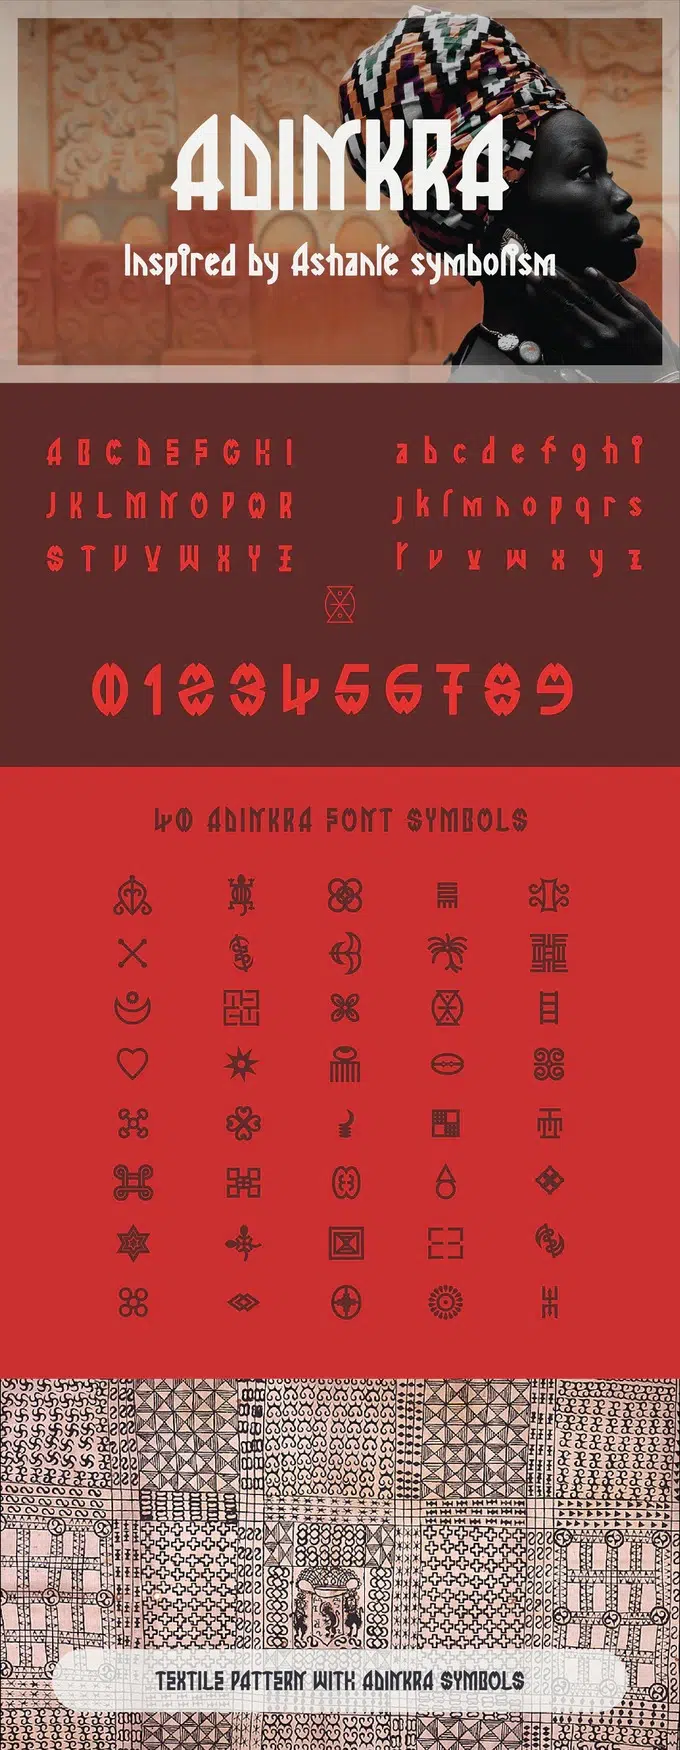 ADINKRA
Inspired by Ashante symbolism
A B C D E F G H I
J K L M N O P Q R
S T U V W X Y Z
a b c d e f g h i
j k l m n o p q r s
t u v w x y z
0 1 2 3 4 5 6 7 8 9
40 ADINKRA FONT SYMBOLS
TEXTILE PATTERN WITH ADINKRA SYMBOLS